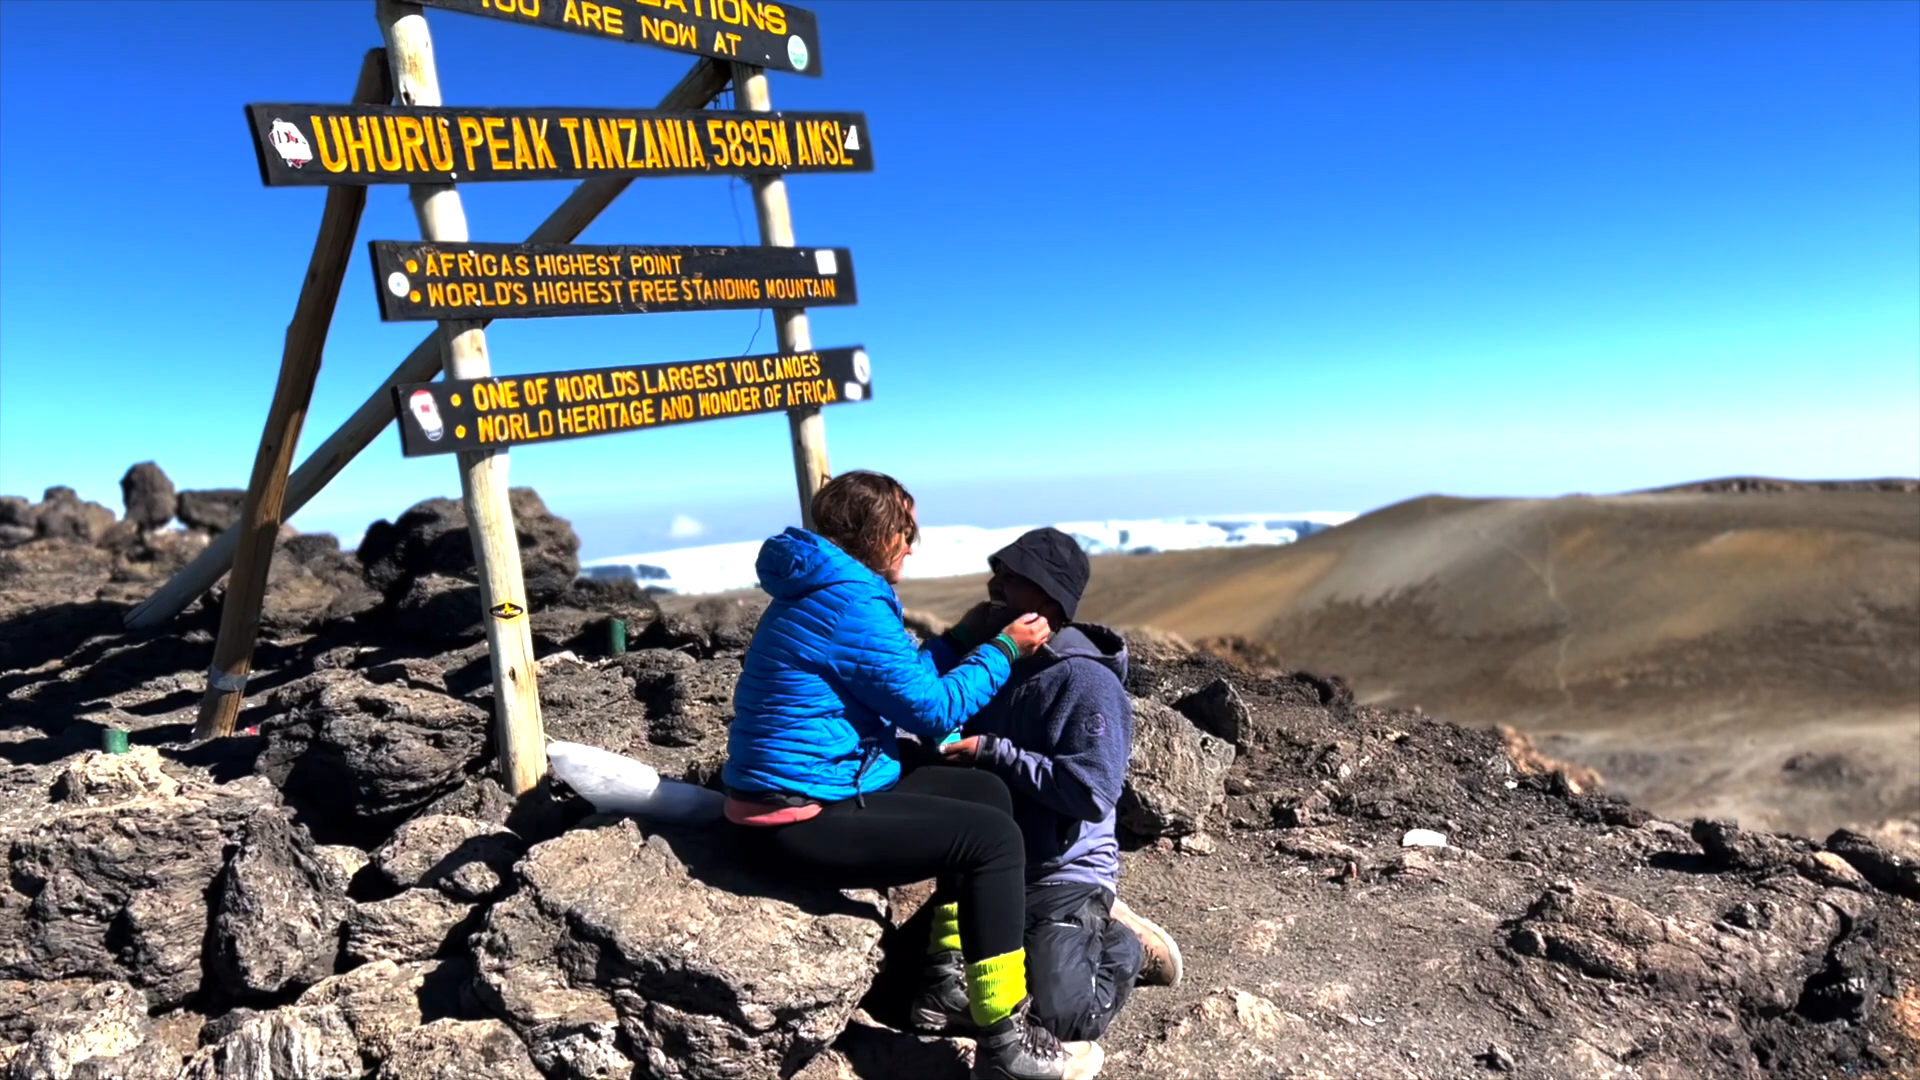 YOU ARE NOW AT
UHURU PEAK TANZANIA, 5895M AMSL
AFRICAS HIGHEST POINT
WORLD'S HIGHEST FREE STANDING MOUNTAIN
ONE OF WORLD'S LARGEST VOLCANOES
WORLD HERITAGE AND WONDER OF AFRICA